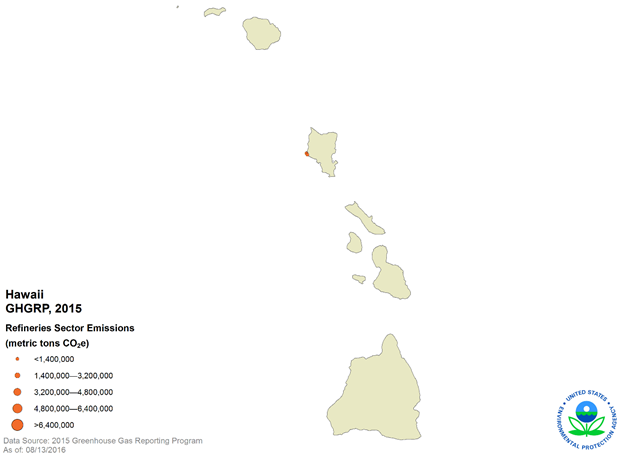 Hawaii
GHGRP, 2015
Refineries Sector Emissions
(metric tons CO₂e)
<1,400,000
1,400,000—3,200,000
3,200,000—4,800,000
4,800,000—6,400,000
>6,400,000
Data Source: 2015 Greenhouse Gas Reporting Program
As of: 08/13/2016
UNITED STATES
ENVIRONMENTAL PROTECTION AGENCY